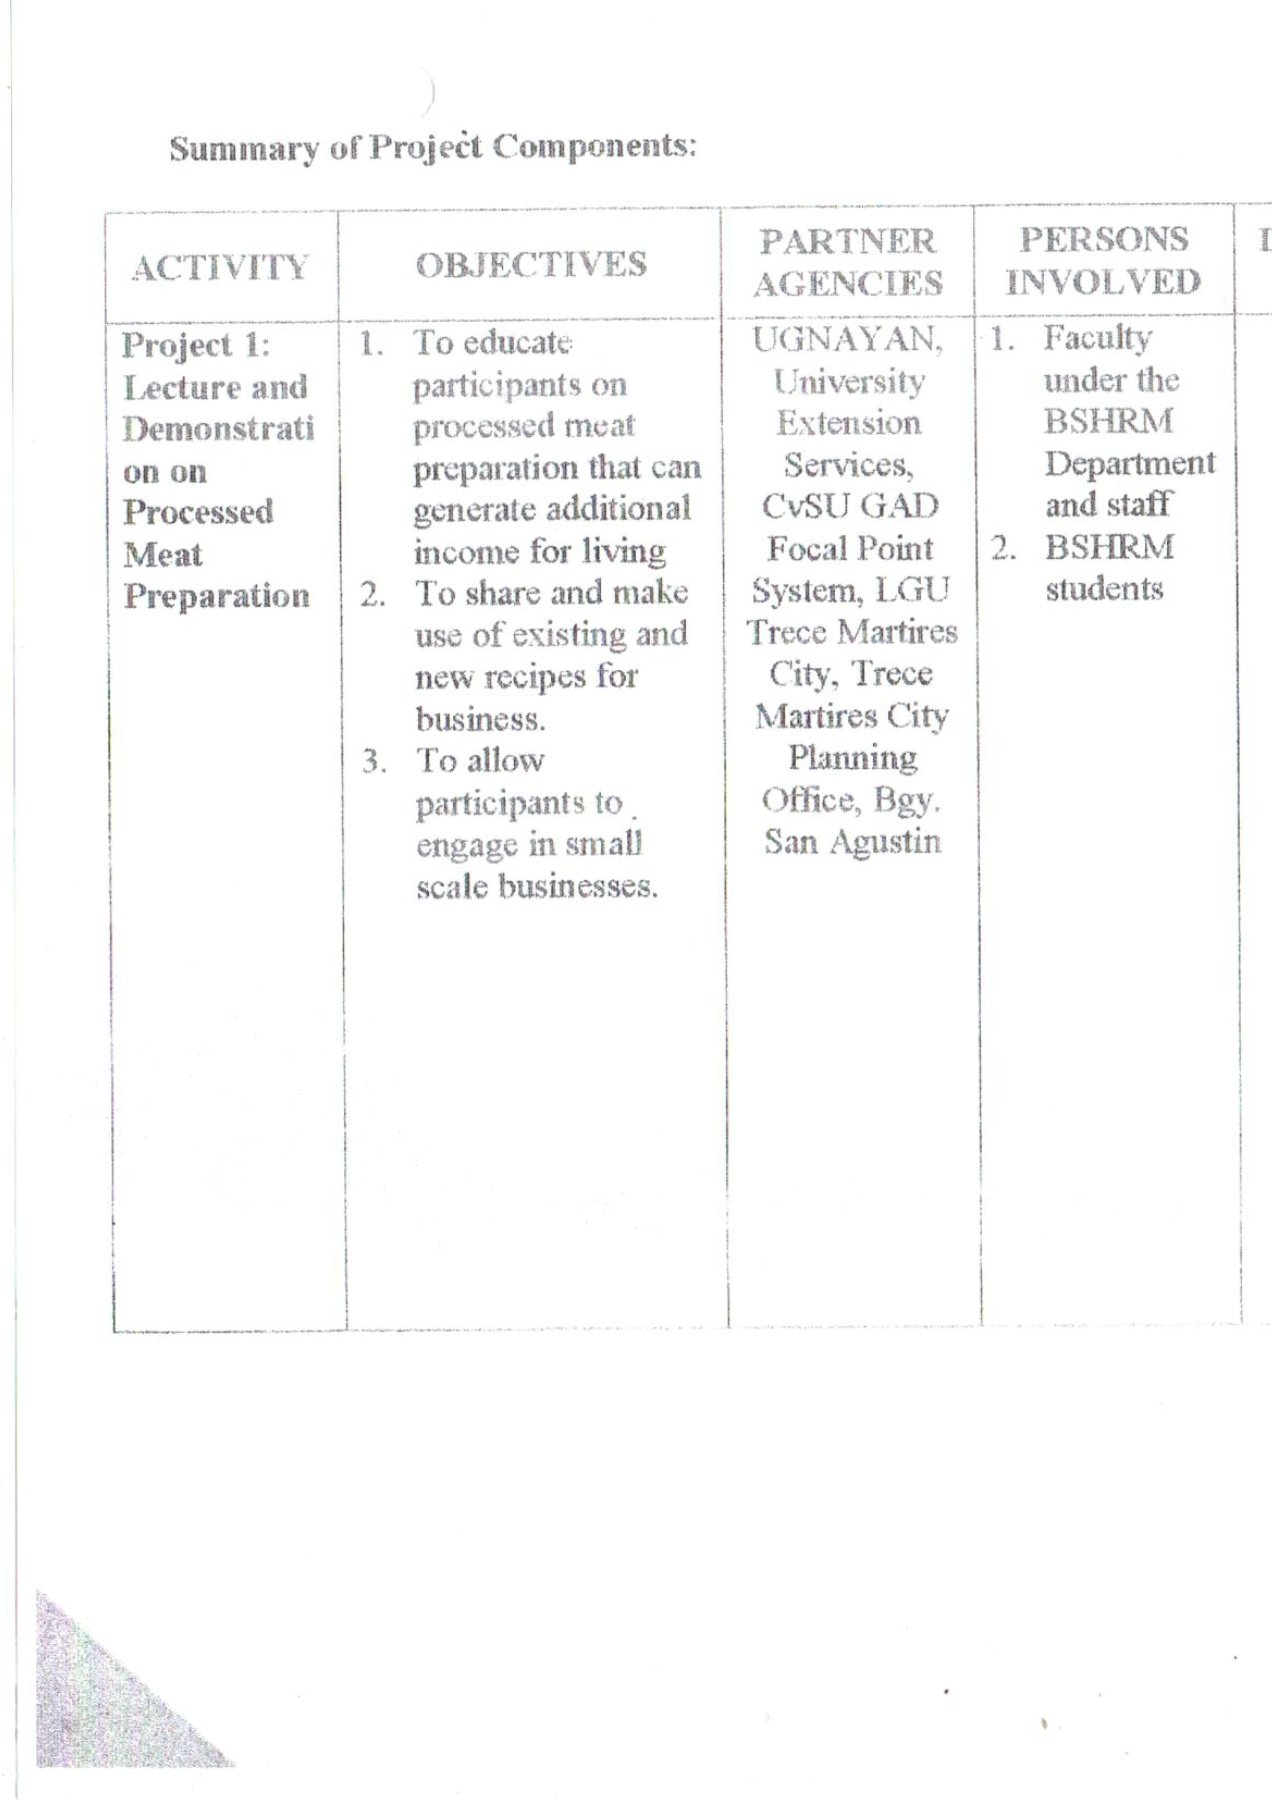 Summary of Project Components:
ACTIVITY
OBJECTIVES
PARTNER
AGENCIES
PERSONS
INVOLVED
Project 1:
Lecture and
Demonstrati
on on
Processed
Meat
Preparation
1. To educate
participants on
processed meat
preparation that can
generate additional
income for living
2. To share and make
use of existing and
new recipes for
business.
3. To allow
participants to
engage in small
scale businesses.
UGNAYAN,
University
Extension
Services,
CvSU GAD
Focal Point
System, LGU
Trece Martires
City, Trece
Martires City
Planning
Office, Bgy.
San Agustin
1. Faculty
under the
BSHRM
Department
and staff
2. BSHRM
students